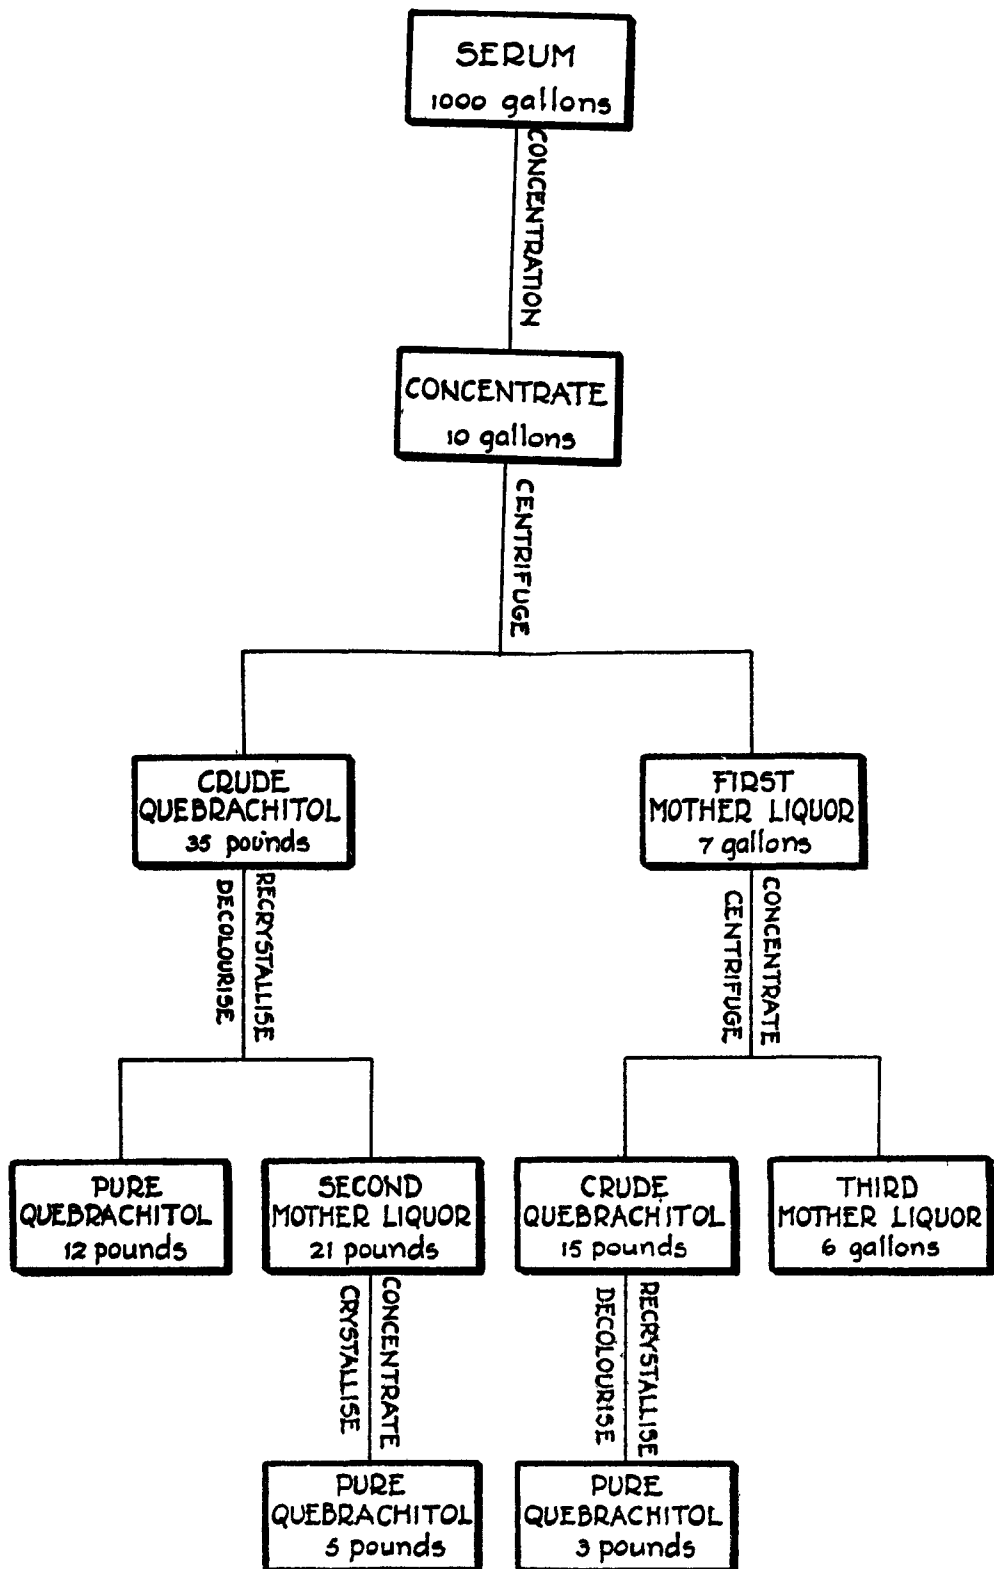 SERUM
1000 gallons
CONCENTRATION
CONCENTRATE
10 gallons
CENTRIFUGE
CRUDE
QUEBRACHITOL
35 pounds
FIRST
MOTHER LIQUOR
7 gallons
RECRYSTALLISE
DECOLOURISE
CONCENTRATE
CENTRIFUGE
PURE
QUEBRACHITOL
12 pounds
SECOND
MOTHER LIQUOR
21 pounds
CRUDE
QUEBRACHITOL
15 pounds
THIRD
MOTHER LIQUOR
6 gallons
CONCENTRATE
CRYSTALLISE
RECRYSTALLISE
DECOLOURISE
PURE
QUEBRACHITOL
5 pounds
PURE
QUEBRACHITOL
3 pounds